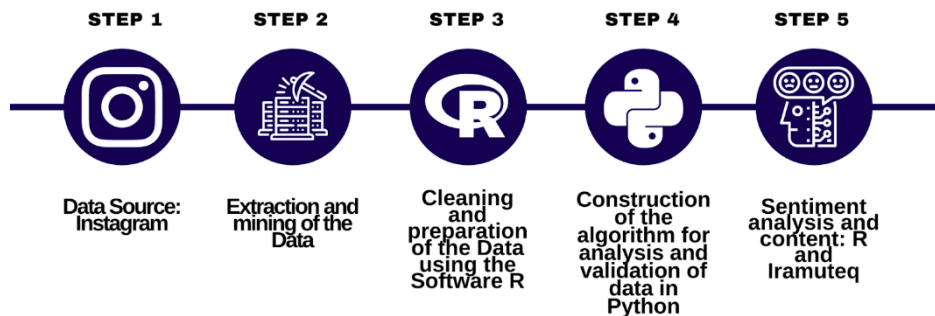 STEP 1
STEP 2
STEP 3
STEP 4
STEP 5
R
Data Source:
Instagram
Extraction and
mining of the
Data
Cleaning
and
preparation
of the Data
using the
Software R
Construction
of the
algorithm for
analysis and
validation of
data in
Python
Sentiment
analysis and
content: R
and
Iramuteq